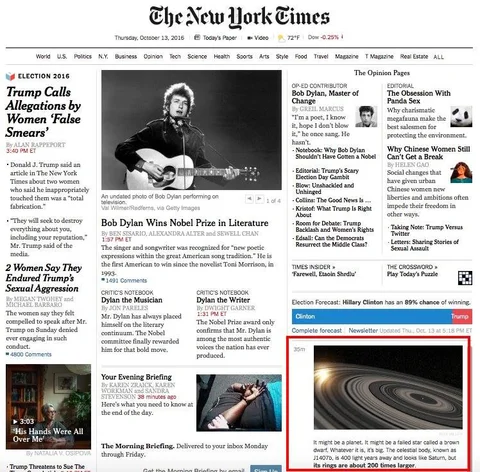 The New York Times
Thursday, October 13, 2016
Today's Paper
Video
72°F
Dow -0.25%
World
U.S.
Politics
N.Y.
Business
Opinion
Tech
Science
Health
Sports
Arts
Style
Food
Travel
Magazine
T Magazine
Real Estate
ALL
ELECTION 2016
Trump Calls
Allegations by
Women 'False
Smears'
By ALAN RAPPEPORT
3:40 PM ET
Donald J. Trump said an
article in The New York
Times about two women
who said he inappropriately
touched them was a "total
fabrication."
"They will seek to destroy
everything about you,
including your reputation,"
Mr. Trump said of the
media.
2 Women Say They
Endured Trump's
Sexual Aggression
By MEGAN TWOHEY and
MICHAEL BARBARO
The women say they felt
compelled to speak after
Mr. Trump on Sunday
denied ever engaging in
such conduct.
4800 Comments
3:03
'His Hands Were All
Over Me'
By NATALIA V. OSIPOVA
Trump Threatens to Sue The
An undated photo of Bob Dylan performing on
television.
Val Wilmer/Redferns, via Getty Images
1 of 4
Bob Dylan Wins Nobel Prize in Literature
By BEN SISARIO, ALEXANDRA ALTER and SEWELL CHAN
1:57 PM ET
The singer and songwriter was recognized for "new poetic
expressions within the great American song tradition." He is
the first American to win since the novelist Toni Morrison, in
1993.
1491 Comments
CRITIC'S NOTEBOOK
Dylan the Musician
By JON PARELES
Mr. Dylan has always placed
himself on the literary
continuum. The Nobel
committee finally rewarded
him for that bold move.
CRITIC'S NOTEBOOK
Dylan the Writer
By DWIGHT GARNER
1:31 PM ET
The Nobel Prize award only
confirms that Mr. Dylan is
among the most authentic
voices the nation has ever
produced.
Your Evening Briefing
By KAREN ZRAICK, KAREN
WORKMAN and SANDRA
STEVENSON 38 minutes ago
Here's what you need to know
at the end of the day.
The Morning Briefing. Delivered to your inbox Monday
through Friday.
Get the Morning Briefing by Email
Sign Up
The Opinion Pages
OP-ED CONTRIBUTOR
Bob Dylan, Master of
Change
By GREIL MARCUS
"I'm a poet, I know
it, hope I don't blow
it," he once sang. He
hasn't.
Notebook: Why Bob Dylan
Shouldn't Have Gotten a Nobel
Editorial: Trump's Scary
Election Day Gambit
Blow: Unshackled and
Unhinged
Collins: The Good News Is …
Kristof: What Trump Is Right
About
Room for Debate: Trump
Backlash and Women's Rights
Edsall: Can the Democrats
Resurrect the Middle Class?
EDITORIAL
The Obsession With
Panda Sex
Why charismatic
megafauna make the
best salesmen for
protecting the environment.
Why Chinese Women Still
Can't Get a Break
By HELEN GAO
Social changes that
have given urban
Chinese women new
liberties and ambitions often
impede their freedom in
other ways.
Taking Note: Trump Versus
Twitter
Letters: Sharing Stories of
Sexual Assault
TIMES INSIDER »
'Farewell, Etaoin Shrdlu'
THE CROSSWORD »
Play Today's Puzzle
Election Forecast: Hillary Clinton has an 89% chance of winning.
Clinton
Trump
Complete forecast
Newsletter
Updated Thu., Oct. 13 at 3:18 PM ET
35m
It might be a planet. It might be a failed star called a brown
dwarf. Whatever it is, it's big. The celestial body, known as
J1407b, is 400 light years away and looks like Saturn, but
its rings are about 200 times larger.